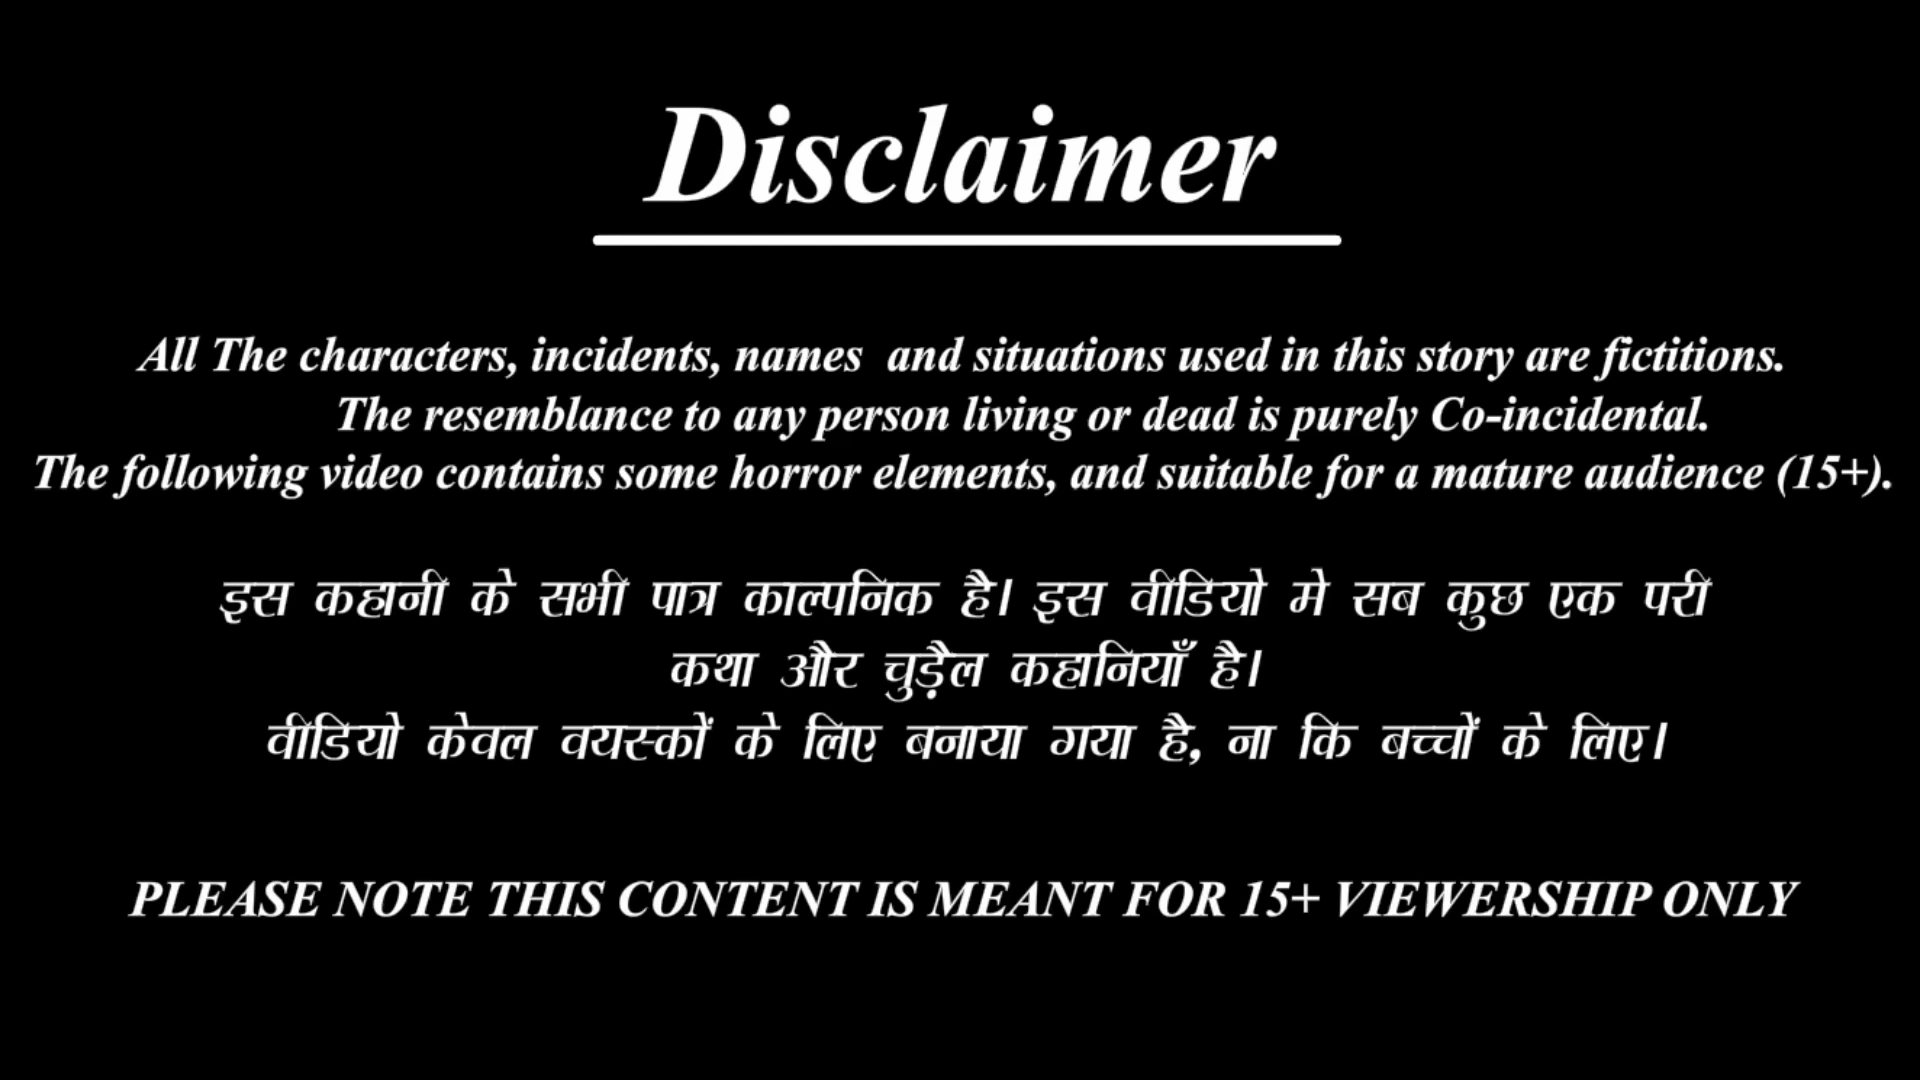 Disclaimer
All The characters, incidents, names and situations used in this story are fictitions.
The resemblance to any person living or dead is purely Co-incidental.
The following video contains some horror elements, and suitable for a mature audience (15+).
इस कहानी के सभी पात्र काल्पनिक है। इस वीडियो मे सब कुछ एक परी
कथा और चुड़ैल कहानियाँ है।
वीडियो केवल वयस्कों के लिए बनाया गया है, ना कि बच्चों के लिए।
PLEASE NOTE THIS CONTENT IS MEANT FOR 15+ VIEWERSHIP ONLY